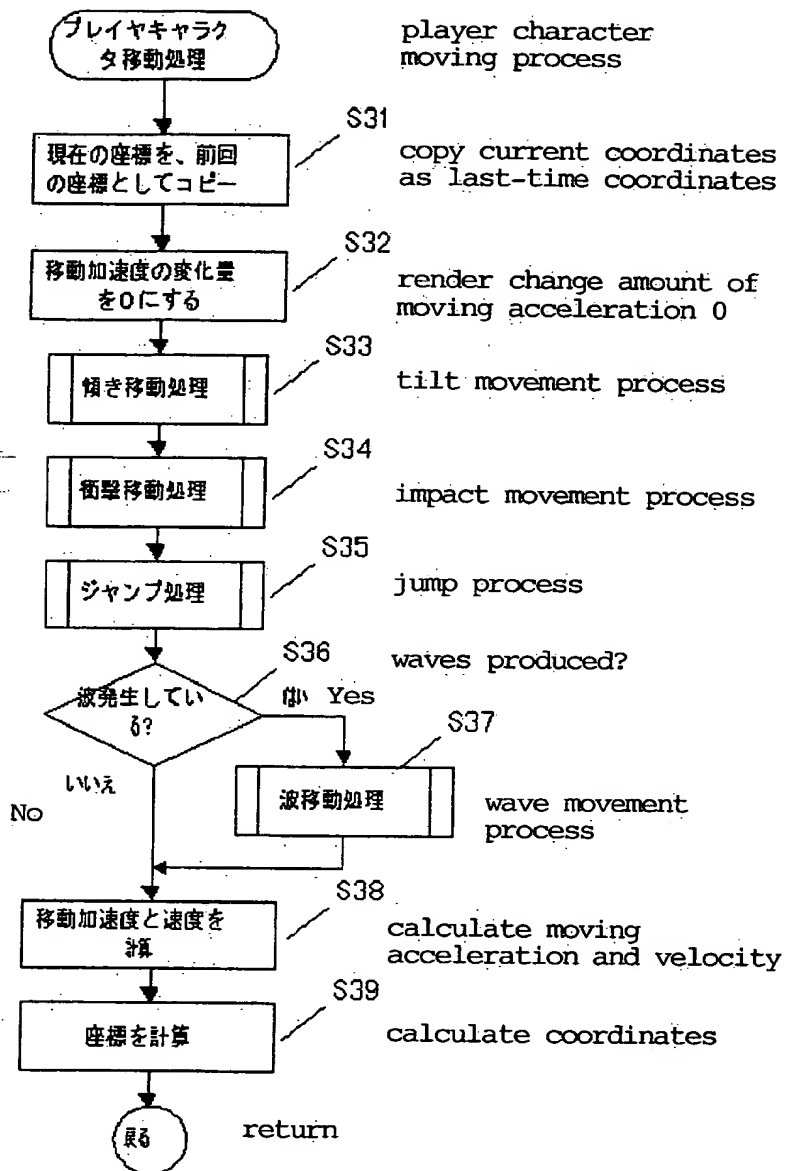 プレイヤキャラク
タ移動処理
player character
moving process
S31
現在の座標を、前回
の座標としてコピー
copy current coordinates
as last-time coordinates
S32
移動加速度の変化量
を0にする
render change amount of
moving acceleration 0
S33
傾き移動処理
tilt movement process
S34
衝撃移動処理
impact movement process
S35
ジャンプ処理
jump process
S36
waves produced?
波発生してい
る?
はい Yes
S37
いいえ
No
波移動処理
wave movement
process
S38
移動加速度と速度を
計算
calculate moving
acceleration and velocity
S39
座標を計算
calculate coordinates
戻る
return